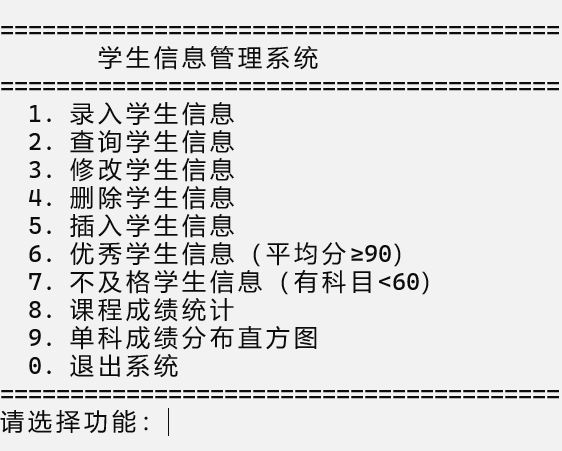 ========================================
学生信息管理系统
========================================
1. 录入学生信息
2. 查询学生信息
3. 修改学生信息
4. 删除学生信息
5. 插入学生信息
6. 优秀学生信息（平均分≥90）
7. 不及格学生信息（有科目<60）
8. 课程成绩统计
9. 单科成绩分布直方图
0. 退出系统
========================================
请选择功能：